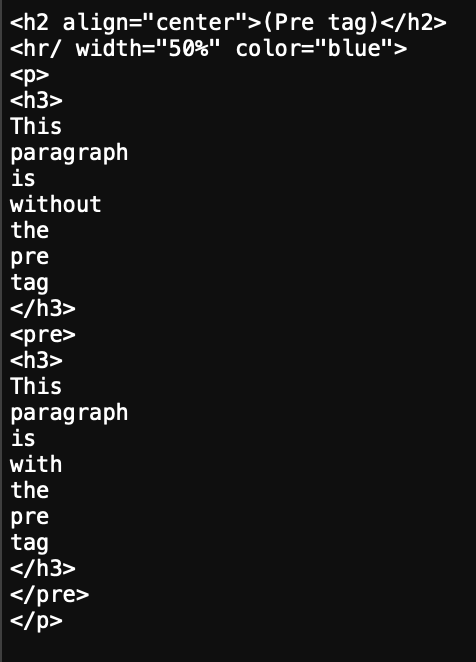 <h2 align="center">(Pre tag)</h2>
<hr/ width="50%" color="blue">
<p>
<h3>
This
paragraph
is
without
the
pre
tag
</h3>
<pre>
<h3>
This
paragraph
is
with
the
pre
tag
</h3>
</pre>
</p>